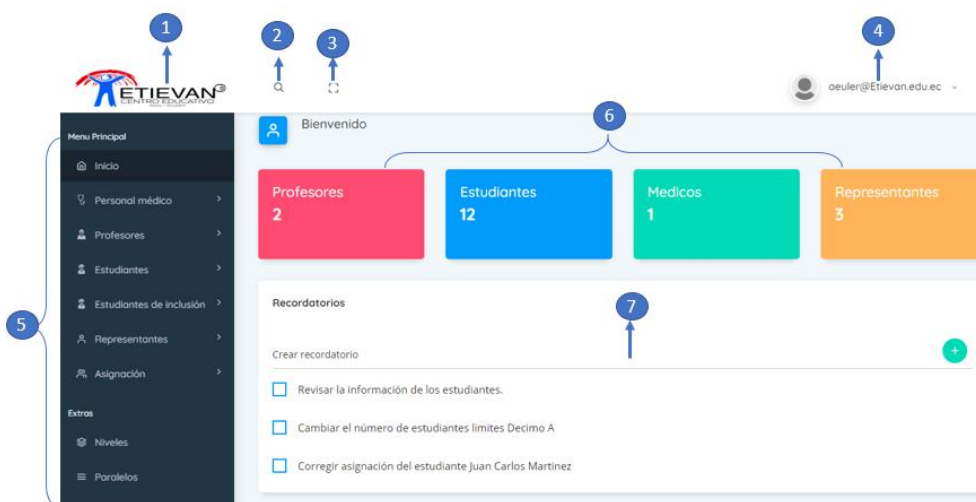 1
2
3
4
ETIEVAN
CENTRO EDUCATIVO
aeuler@Etievan.edu.ec
Menu Principal
Bienvenido
6
Inicio
Personal médico
Profesores
Estudiantes
Estudiantes de inclusión
Representantes
Asignación
Extras
Niveles
Paralelos
5
Profesores
2
Estudiantes
12
Medicos
1
Representantes
3
Recordatorios
7
Crear recordatorio
+
Revisar la información de los estudiantes.
Cambiar el número de estudiantes limites Decimo A
Corregir asignación del estudiante Juan Carlos Martinez